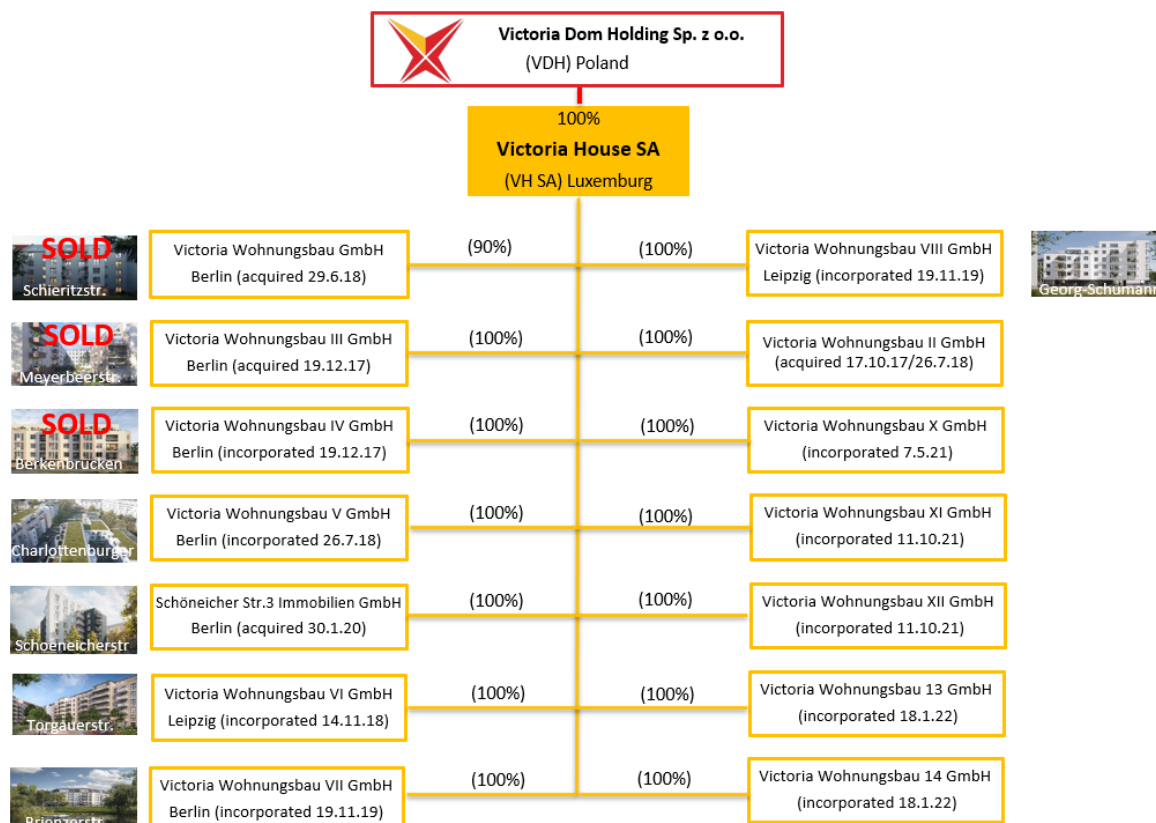 Victoria Dom Holding Sp. z o.o.
(VDH) Poland
100%
Victoria House SA
(VH SA) Luxemburg
SOLD
Schieritzstr.
Victoria Wohnungsbau GmbH
Berlin (acquired 29.6.18)
(90%)
(100%)
Victoria Wohnungsbau VIII GmbH
Leipzig (incorporated 19.11.19)
Georg-Schumann
SOLD
Meyerbeerstr.
Victoria Wohnungsbau III GmbH
Berlin (acquired 19.12.17)
(100%)
(100%)
Victoria Wohnungsbau II GmbH
(acquired 17.10.17/26.7.18)
SOLD
Berkenbrucken
Victoria Wohnungsbau IV GmbH
Berlin (incorporated 19.12.17)
(100%)
(100%)
Victoria Wohnungsbau X GmbH
(incorporated 7.5.21)
Charlottenburger
Victoria Wohnungsbau V GmbH
Berlin (incorporated 26.7.18)
(100%)
(100%)
Victoria Wohnungsbau XI GmbH
(incorporated 11.10.21)
Schoeneicherstr
Schöneicher Str.3 Immobilien GmbH
Berlin (acquired 30.1.20)
(100%)
(100%)
Victoria Wohnungsbau XII GmbH
(incorporated 11.10.21)
Torgauerstr.
Victoria Wohnungsbau VI GmbH
Leipzig (incorporated 14.11.18)
(100%)
(100%)
Victoria Wohnungsbau 13 GmbH
(incorporated 18.1.22)
Brienzerstr.
Victoria Wohnungsbau VII GmbH
Berlin (incorporated 19.11.19)
(100%)
(100%)
Victoria Wohnungsbau 14 GmbH
(incorporated 18.1.22)